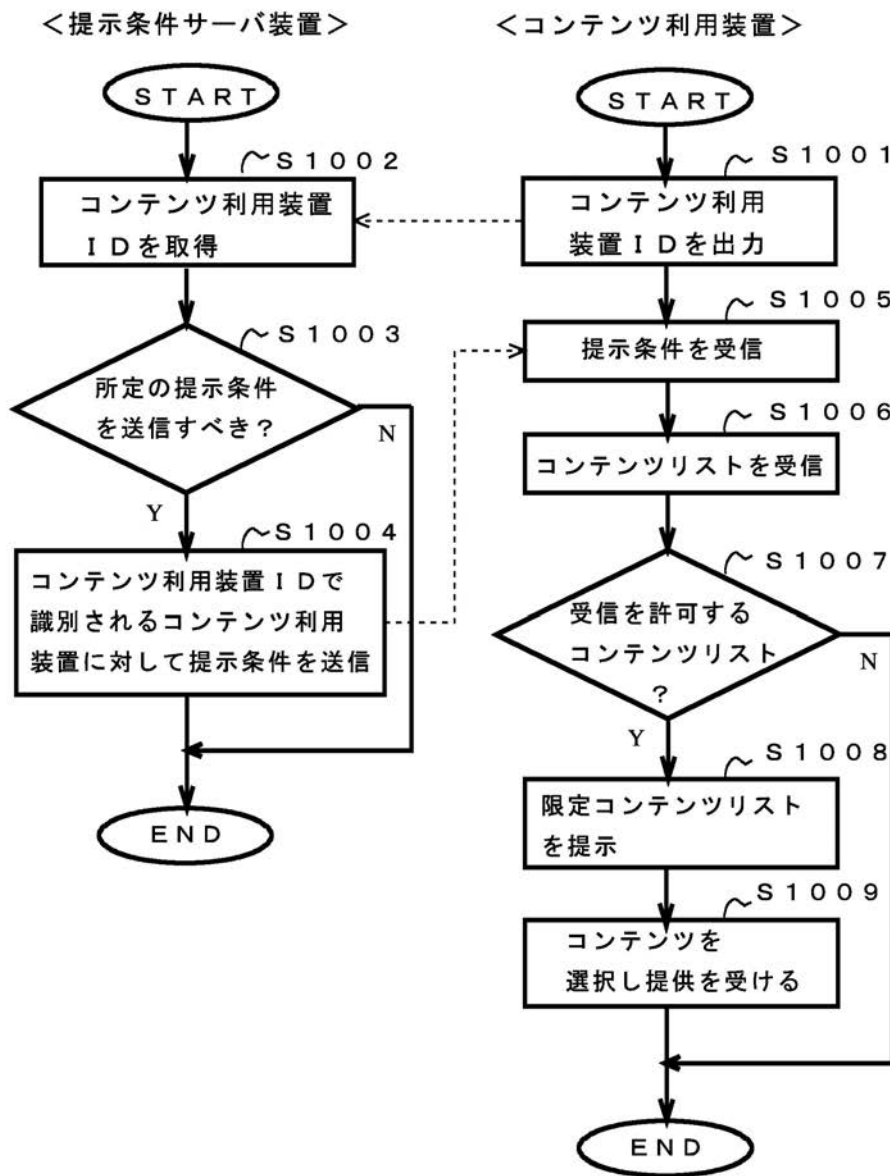 ＜提示条件サーバ装置＞
ＳＴＡＲＴ
Ｓ１００２
コンテンツ利用装置
ＩＤを取得
Ｓ１００３
所定の提示条件
を送信すべき？
N
Y
Ｓ１００４
コンテンツ利用装置ＩＤで
識別されるコンテンツ利用
装置に対して提示条件を送信
ＥＮＤ
＜コンテンツ利用装置＞
ＳＴＡＲＴ
Ｓ１００１
コンテンツ利用
装置ＩＤを出力
Ｓ１００５
提示条件を受信
Ｓ１００６
コンテンツリストを受信
Ｓ１００７
受信を許可する
コンテンツリスト
？
N
Y
Ｓ１００８
限定コンテンツリスト
を提示
Ｓ１００９
コンテンツを
選択し提供を受ける
ＥＮＤ